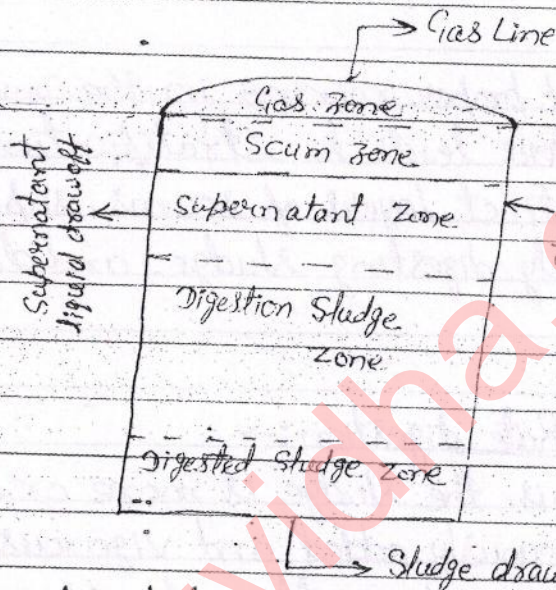 Gas Line
Gas zone
Scum zone
Supernatant
liquid drawoff
Supernatant zone
Digestion Sludge
zone
Digested Sludge zone
Sludge draw
vidha.